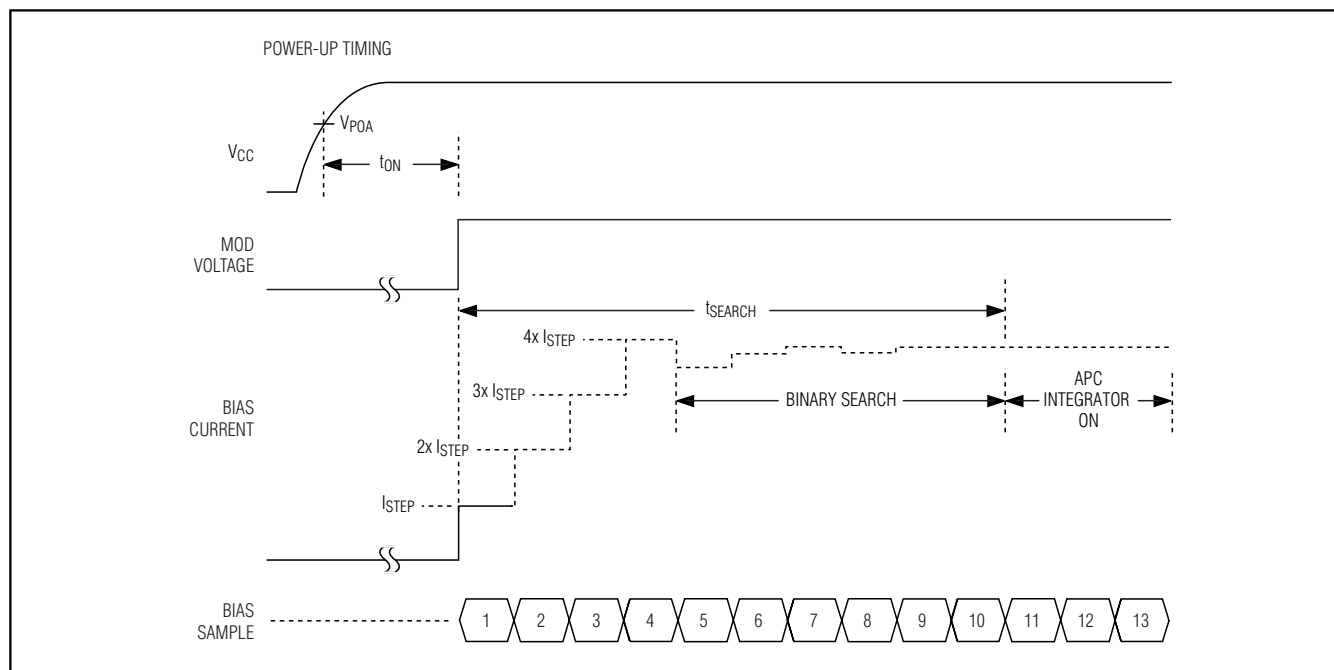 POWER-UP TIMING
VPOA
VCC
tON
MOD
VOLTAGE
tSEARCH
4x ISTEP
3x ISTEP
BINARY SEARCH
APC
INTEGRATOR
ON
BIAS
CURRENT
2x ISTEP
ISTEP
BIAS
SAMPLE
1 2 3 4 5 6 7 8 9 10 11 12 13